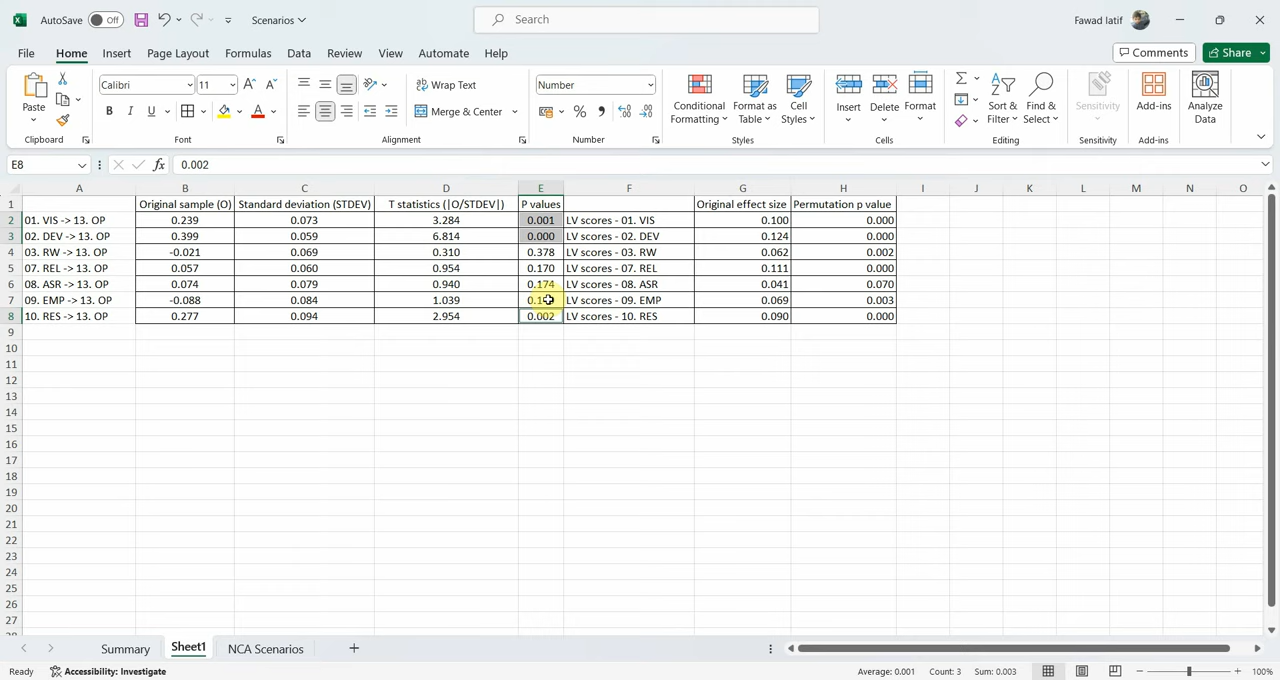 AutoSave Off Scenarios Search Fawad latif
File Home Insert Page Layout Formulas Data Review View Automate Help Comments Share
Paste Calibri 11 Wrap Text Merge & Center Number Conditional Formatting Format as Table Cell Styles Insert Delete Format Sort & Filter Find & Select Sensitivity Add-ins Analyze Data
Clipboard Font Alignment Number Styles Cells Editing Sensitivity Add-ins
E8 fx 0.002
A B C D E F G H I J K L M N O
1 Original sample (O) Standard deviation (STDEV) T statistics (|O/STDEV|) P values Original effect size Permutation p value
2 01. VIS -> 13. OP 0.239 0.073 3.284 0.001 LV scores - 01. VIS 0.100 0.000
3 02. DEV -> 13. OP 0.399 0.059 6.814 0.000 LV scores - 02. DEV 0.124 0.000
4 03. RW -> 13. OP -0.021 0.069 0.310 0.378 LV scores - 03. RW 0.062 0.002
5 07. REL -> 13. OP 0.057 0.060 0.954 0.170 LV scores - 07. REL 0.111 0.000
6 08. ASR -> 13. OP 0.074 0.079 0.940 0.174 LV scores - 08. ASR 0.041 0.070
7 09. EMP -> 13. OP -0.088 0.084 1.039 LV scores - 09. EMP 0.069 0.003
8 10. RES -> 13. OP 0.277 0.094 2.954 0.002 LV scores - 10. RES 0.090 0.000
9
10
11
12
13
14
15
16
17
18
19
20
21
22
23
24
25
26
27
Summary Sheet1 NCA Scenarios
Ready Accessibility: Investigate Average: 0.001 Count: 3 Sum: 0.003 100%